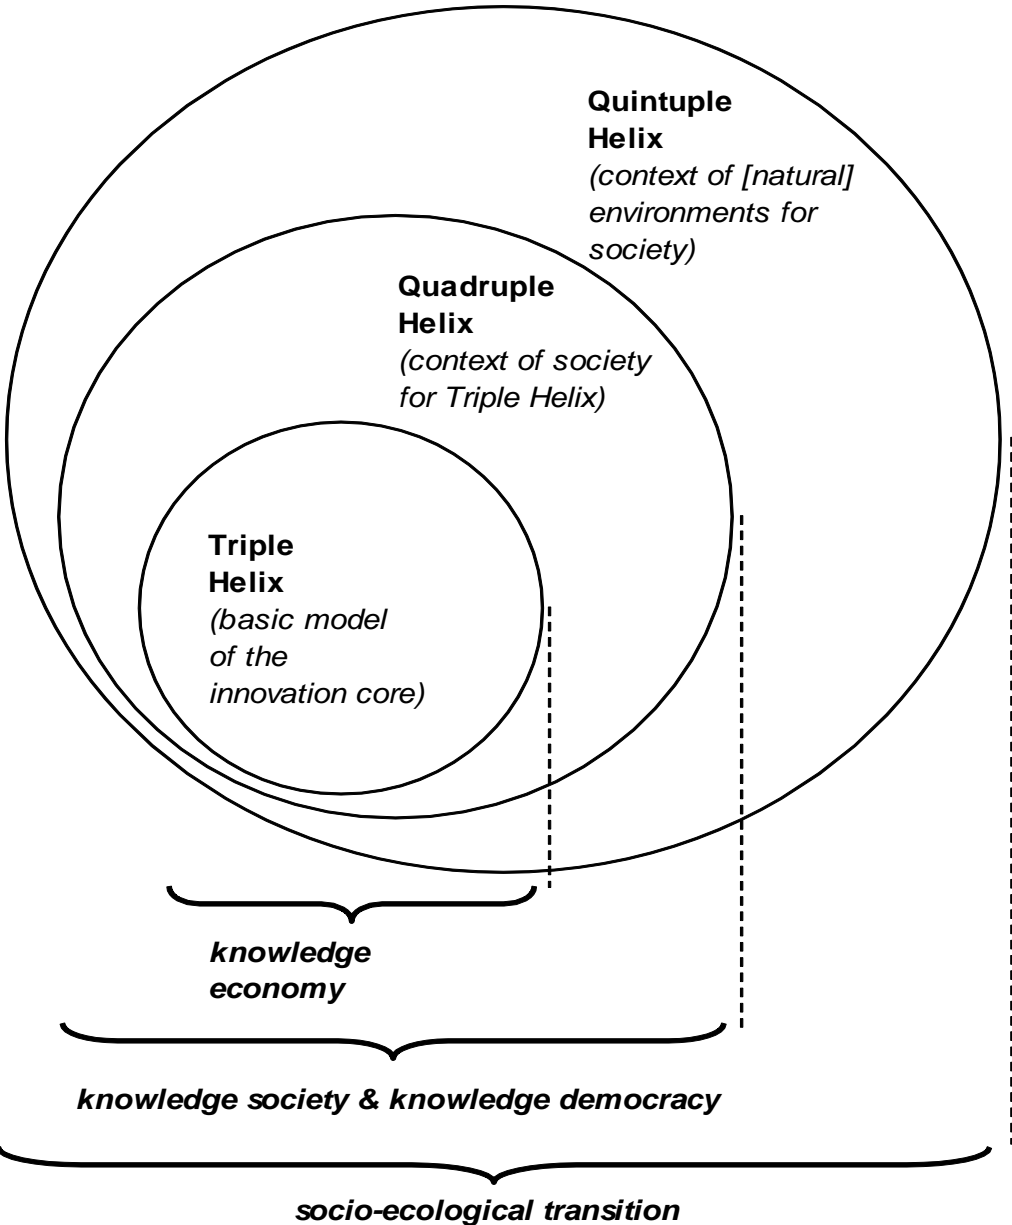 Quintuple
Helix
(context of [natural]
environments for
society)
Quadruple
Helix
(context of society
for Triple Helix)
Triple
Helix
(basic model
of the
innovation core)
knowledge
economy
knowledge society & knowledge democracy
socio-ecological transition